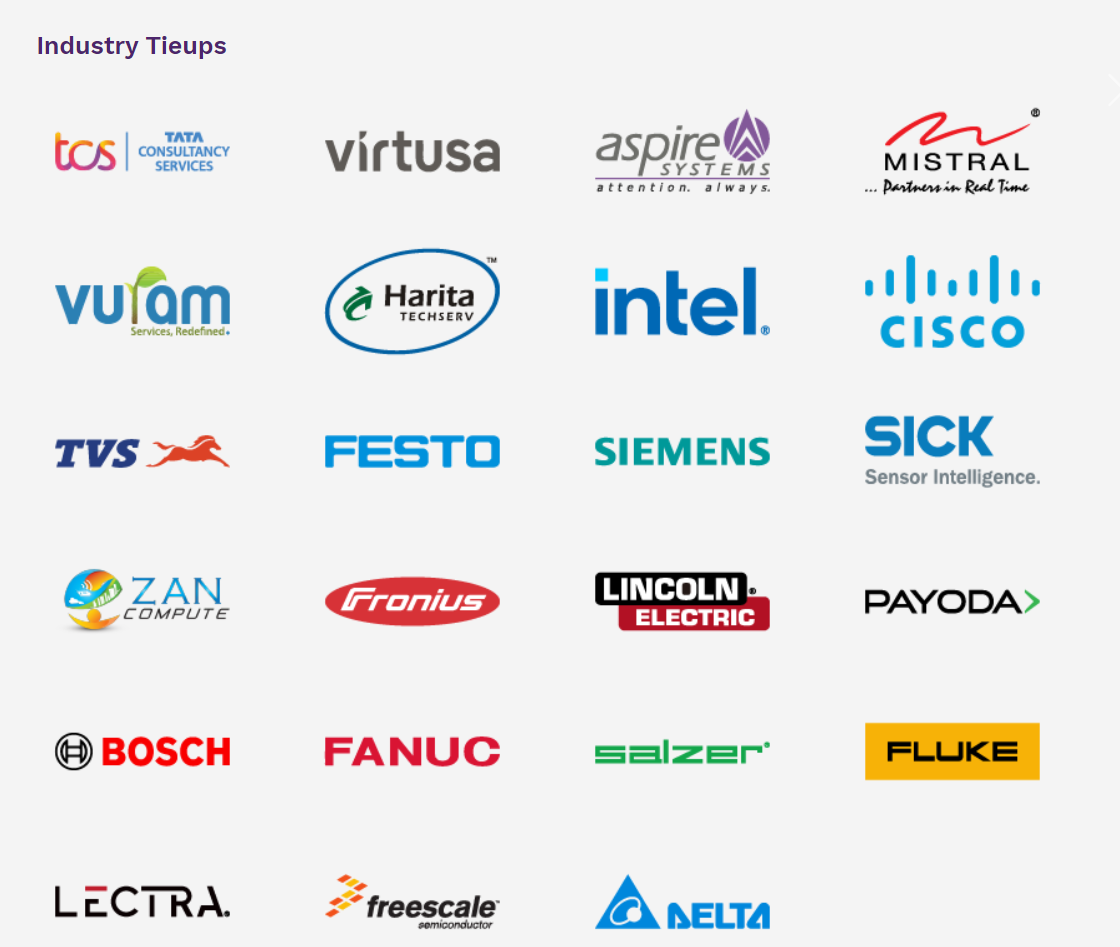 Industry Tieups
tcs
TATA
CONSULTANCY
SERVICES
virtusa
aspire
SYSTEMS
attention. always.
MISTRAL ®
... Partners in Real Time
vuram
Services, Redefined.
Harita ™
TECHSERV
intel®
CISCO
TVS
FESTO
SIEMENS
SICK
Sensor Intelligence.
ZAN
COMPUTE
Fronius
LINCOLN ®
ELECTRIC
PAYODA
BOSCH
FANUC
salzer®
FLUKE
LECTRA.
freescale™
semiconductor
DELTA